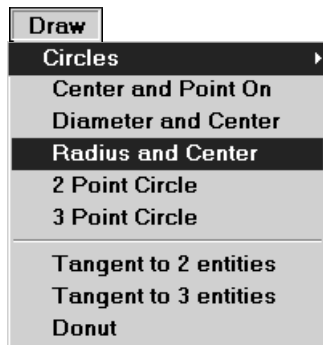 Draw
Circles
Center and Point On
Diameter and Center
Radius and Center
2 Point Circle
3 Point Circle
Tangent to 2 entities
Tangent to 3 entities
Donut